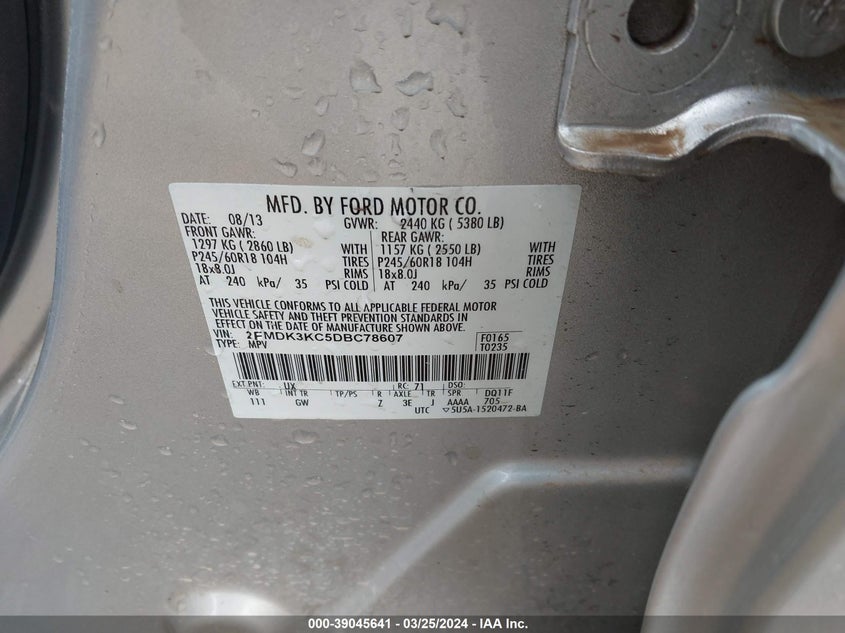 MFD. BY FORD MOTOR CO.
DATE: 08/13 GVWR: 2440 KG ( 5380 LB)
FRONT GAWR: REAR GAWR:
1297 KG ( 2860 LB) WITH 1157 KG ( 2550 LB) WITH
P245/60R18 104H TIRES P245/60R18 104H TIRES
18x8.0J RIMS 18x8.0J RIMS
AT 240 kPa/ 35 PSI COLD AT 240 kPa/ 35 PSI COLD
THIS VEHICLE CONFORMS TO ALL APPLICABLE FEDERAL MOTOR
VEHICLE SAFETY AND THEFT PREVENTION STANDARDS IN
EFFECT ON THE DATE OF MANUFACTURE SHOWN ABOVE.
VIN: 2FMDK3KC5DBC78607 F0165
TYPE: MPV T0235
EXT PNT: UX RC: 71 DSO:
WB INT TR TP/PS R AXLE TR SPR DQ11F
111 GW Z 3E J AAAA 705
UTC ▽5U5A-1520472-BA
000-39045641 / 03/25/2024 - IAA Inc.